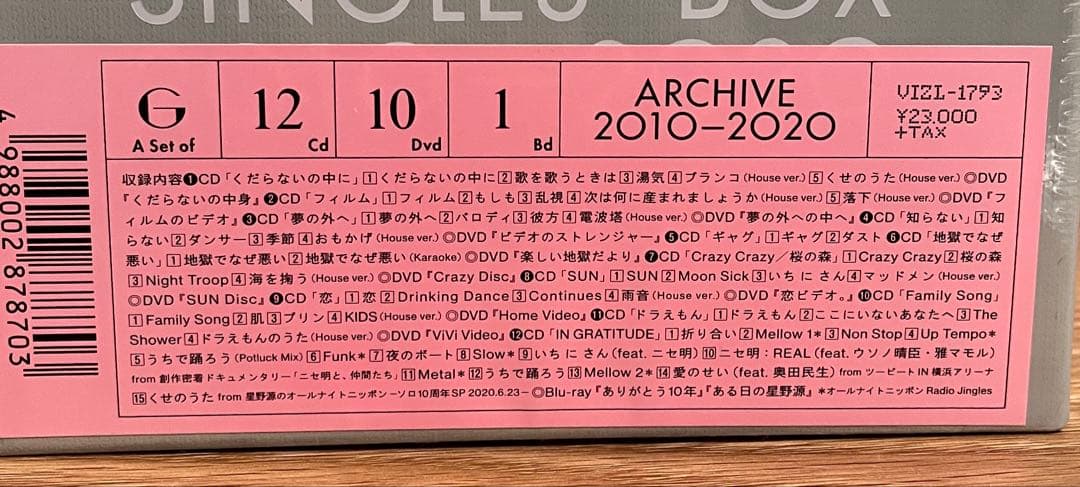 SINGLES BOX
G A Set of
12 Cd
10 Dvd
1 Bd
ARCHIVE
2010–2020
VIZL-1793
¥23.000
+TAX
4 988002 878703
収録内容❶CD「くだらないの中に」1くだらないの中に2歌を歌うときは3湯気4ブランコ(House ver.)5くせのうた(House ver.)◎DVD
『くだらないの中身』❷CD「フィルム」1フィルム2もしも3乱視4次は何に産まれましょうか(House ver.)5落下(House ver.)◎DVD『フ
ィルムのビデオ』❸CD「夢の外へ」1夢の外へ2パロディ3彼方4電波塔(House ver.)◎DVD『夢の外への中へ』❹CD「知らない」1知
らない2ダンサー3季節4おもかげ(House ver.)◎DVD『ビデオのストレンジャー』❺CD「ギャグ」1ギャグ2ダスト❻CD「地獄でなぜ
悪い」1地獄でなぜ悪い2地獄でなぜ悪い(Karaoke)◎DVD『楽しい地獄だより』❼CD「Crazy Crazy／桜の森」1Crazy Crazy2桜の森
3Night Troop4海を掬う(House ver.)◎DVD『Crazy Disc』❽CD「SUN」1SUN2Moon Sick3いち に さん4マッドメン(House ver.)
◎DVD『SUN Disc』❾CD「恋」1恋2Drinking Dance3Continues4雨音(House ver.)◎DVD『恋ビデオ。』❿CD「Family Song」
1Family Song2肌3プリン4KIDS(House ver.)◎DVD『Home Video』⓫CD「ドラえもん」1ドラえもん2ここにいないあなたへ3The
Shower4ドラえもんのうた(House ver.)◎DVD『ViVi Video』⓬CD「IN GRATITUDE」1折り合い2Mellow 1*3Non Stop4Up Tempo*
5うちで踊ろう(Potluck Mix)6Funk*7夜のボート8Slow*9いち に さん(feat. ニセ明)10ニセ明：REAL(feat. ウソノ晴臣・雅マモル)
from 創作密着ドキュメンタリー「ニセ明と、仲間たち」11Metal*12うちで踊ろう13Mellow 2*14愛のせい(feat. 奥田民生) from ツービート IN 横浜アリーナ
15くせのうた from 星野源のオールナイトニッポン–ソロ10周年SP 2020.6.23–◎Blu-ray『ありがとう10年』『ある日の星野源』*オールナイトニッポン Radio Jingles